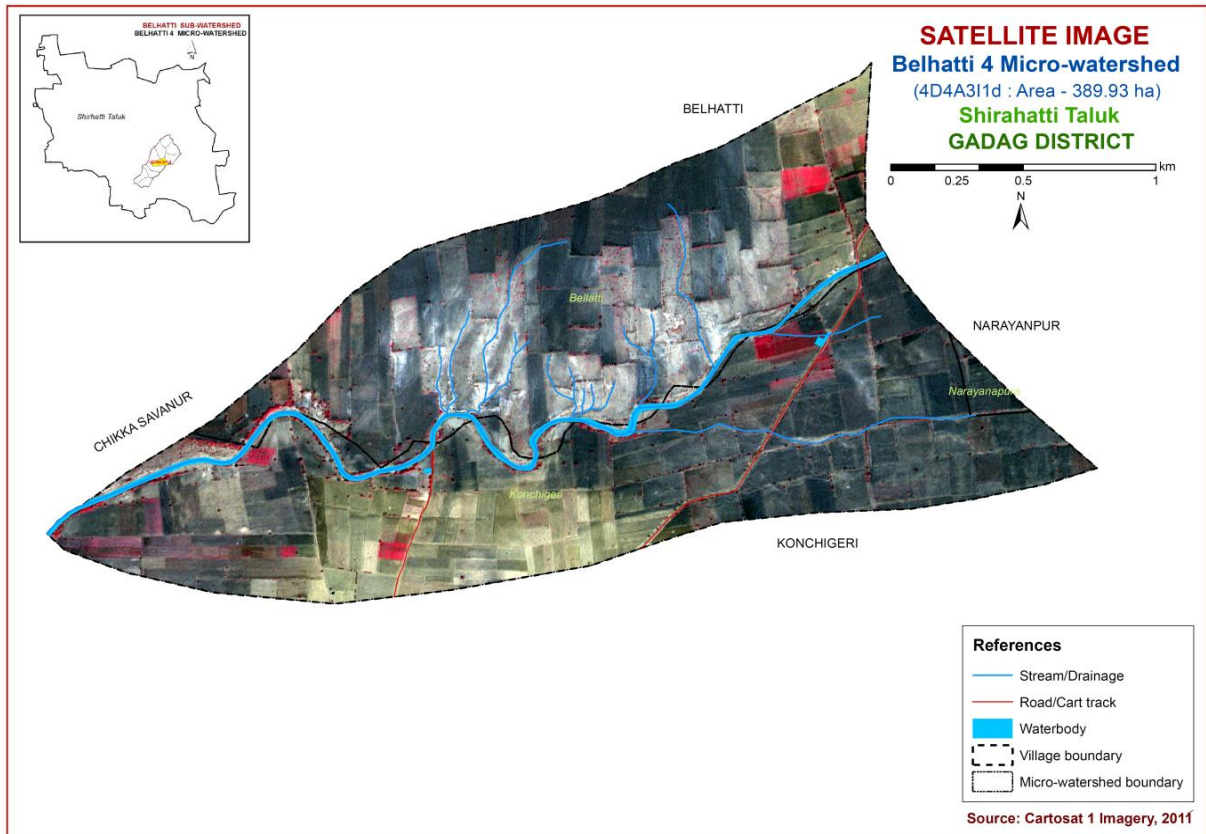 BELHATTI SUB-WATERSHED
BELHATTI 4 MICRO-WATERSHED
N
Shirhatti Taluk
SATELLITE IMAGE
Belhatti 4 Micro-watershed
(4D4A3I1d : Area - 389.93 ha)
Shirahatti Taluk
GADAG DISTRICT
km
0 0.25 0.5 1
N
BELHATTI
Bellatti
NARAYANPUR
Narayanapura
CHIKKA SAVANUR
Konchigeri
KONCHIGERI
References
Stream/Drainage
Road/Cart track
Waterbody
Village boundary
Micro-watershed boundary
Source: Cartosat 1 Imagery, 2011